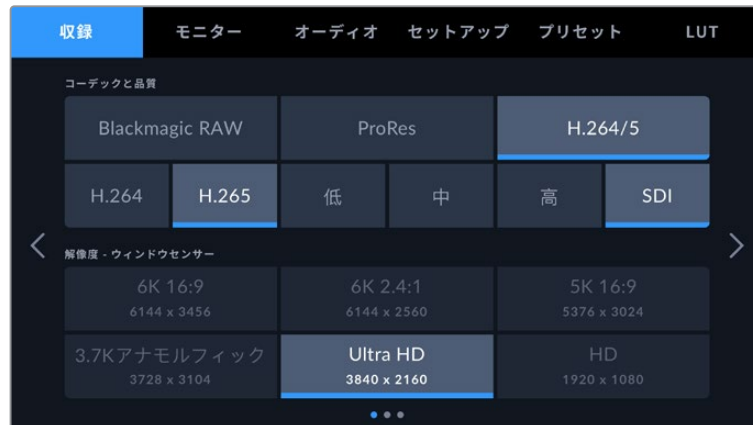 収録 モニター オーディオ セットアップ プリセット LUT
コーデックと品質
Blackmagic RAW ProRes H.264/5
H.264 H.265 低 中 高 SDI
解像度 - ウィンドウセンサー
6K 16:9 6K 2.4:1 5K 16:9
6144 x 3456 6144 x 2560 5376 x 3024
3.7Kアナモルフィック Ultra HD HD
3728 x 3104 3840 x 2160 1920 x 1080